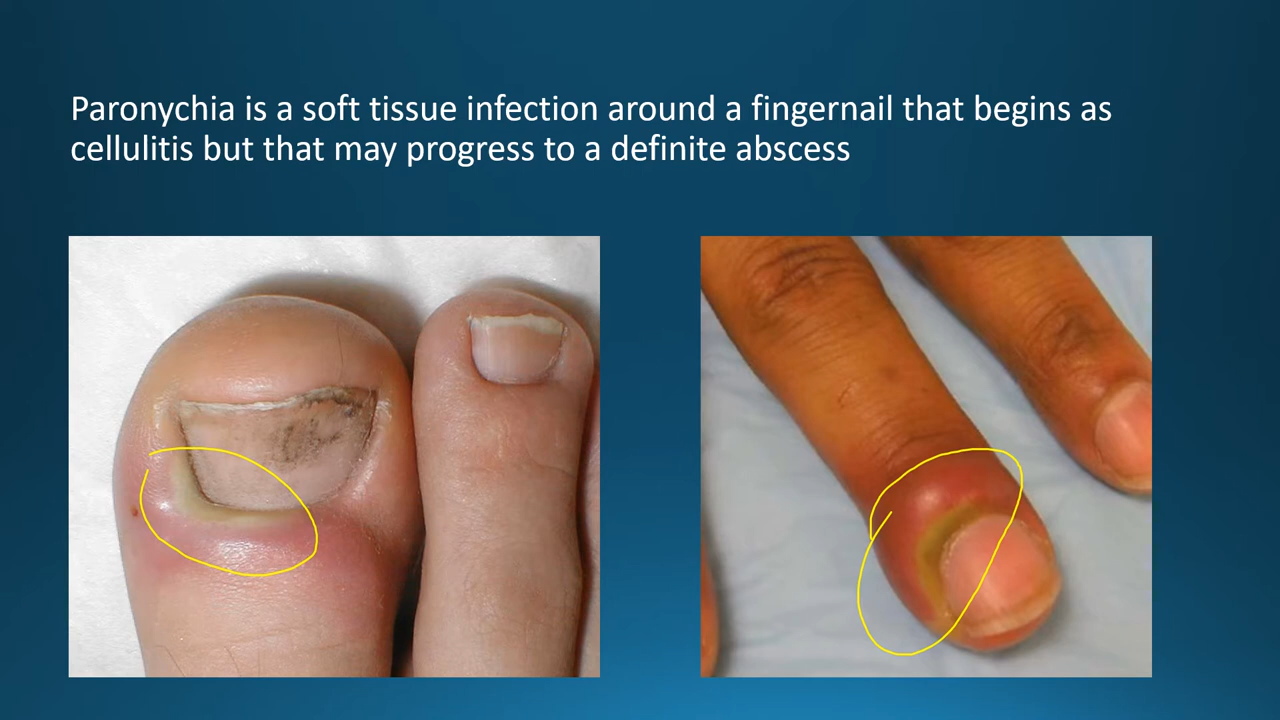 Paronychia is a soft tissue infection around a fingernail that begins as
cellulitis but that may progress to a definite abscess